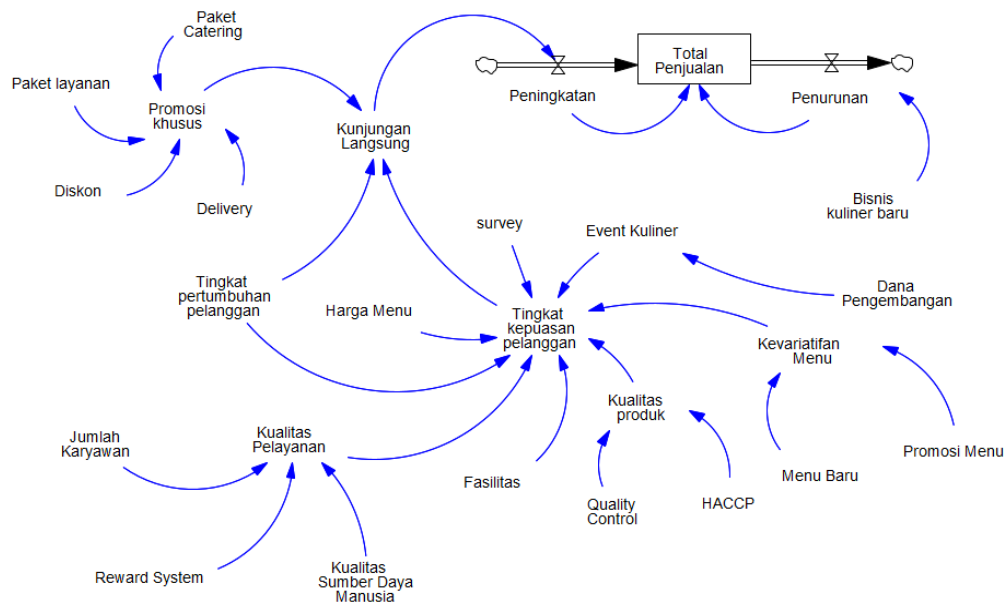 Paket
Catering
Total
Penjualan
Paket layanan
Peningkatan
Penurunan
Promosi
khusus
Kunjungan
Langsung
Diskon
Delivery
Bisnis
kuliner baru
survey
Event Kuliner
Tingkat
pertumbuhan
pelanggan
Harga Menu
Tingkat
kepuasan
pelanggan
Dana
Pengembangan
Kevariatifan
Menu
Kualitas
produk
Jumlah
Karyawan
Kualitas
Pelayanan
Promosi Menu
Fasilitas
Quality
Control
HACCP
Menu Baru
Reward System
Kualitas
Sumber Daya
Manusia